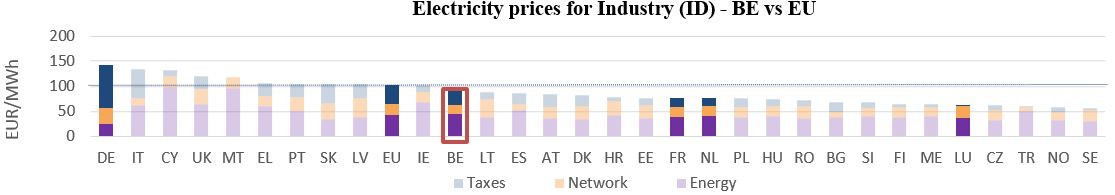 Electricity prices for Industry (ID) - BE vs EU
EUR/MWh
200
150
100
50
0
DE IT CY UK MT EL PT SK LV EU IE BE LT ES AT DK HR EE FR NL PL HU RO BG SI FI ME LU CZ TR NO SE
Taxes Network Energy